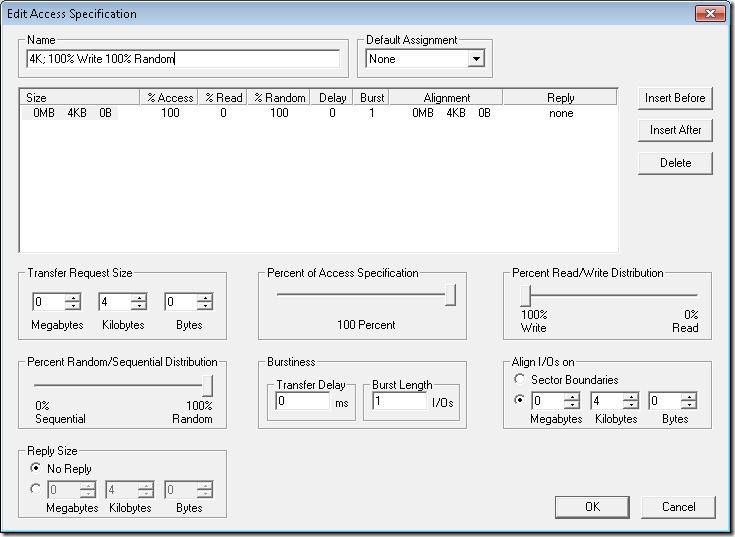 Edit Access Specification
Name
4K; 100% Write 100% Random
Default Assignment
None
Size % Access % Read % Random Delay Burst Alignment Reply
0MB 4KB 0B 100 0 100 0 1 0MB 4KB 0B none
Insert Before
Insert After
Delete
Transfer Request Size
0 4 0
Megabytes Kilobytes Bytes
Percent of Access Specification
100 Percent
Percent Read/Write Distribution
100% 0%
Write Read
Percent Random/Sequential Distribution
0% 100%
Sequential Random
Burstiness
Transfer Delay
0 ms
Burst Length
1 I/Os
Align I/Os on
Sector Boundaries
0 4 0
Megabytes Kilobytes Bytes
Reply Size
No Reply
0 4 0
Megabytes Kilobytes Bytes
OK Cancel